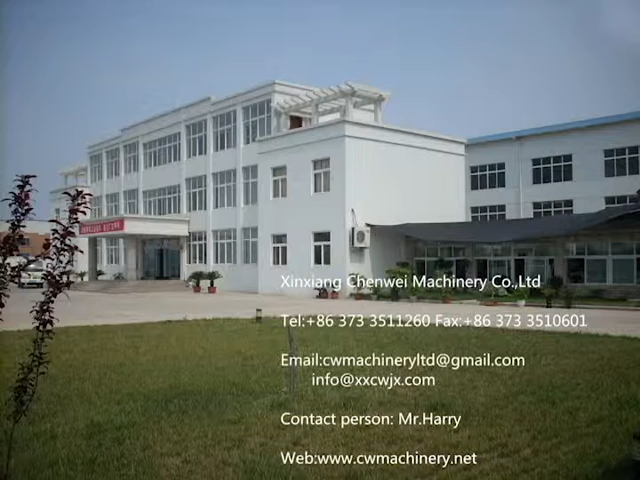 Xinxiang Chenwei Machinery Co.,Ltd
Tel:+86 373 3511260 Fax:+86 373 3510601
Email:cwmachineryltd@gmail.com
info@xxcwjx.com
Contact person: Mr.Harry
Web:www.cwmachinery.net